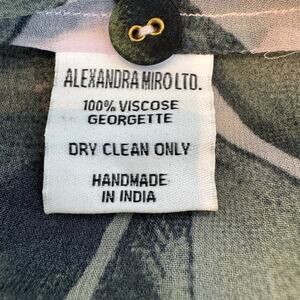 ALEXANDRA MIRO LTD.
100% VISCOSE
GEORGETTE
DRY CLEAN ONLY
HANDMADE
IN INDIA